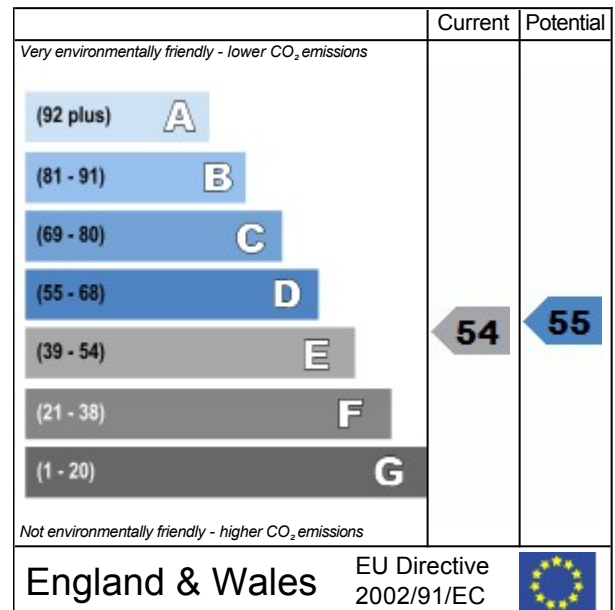 Current Potential
Very environmentally friendly - lower CO₂ emissions
(92 plus) A
(81 - 91) B
(69 - 80) C
(55 - 68) D
(39 - 54) E
54
55
(21 - 38) F
(1 - 20) G
Not environmentally friendly - higher CO₂ emissions
England & Wales
EU Directive
2002/91/EC